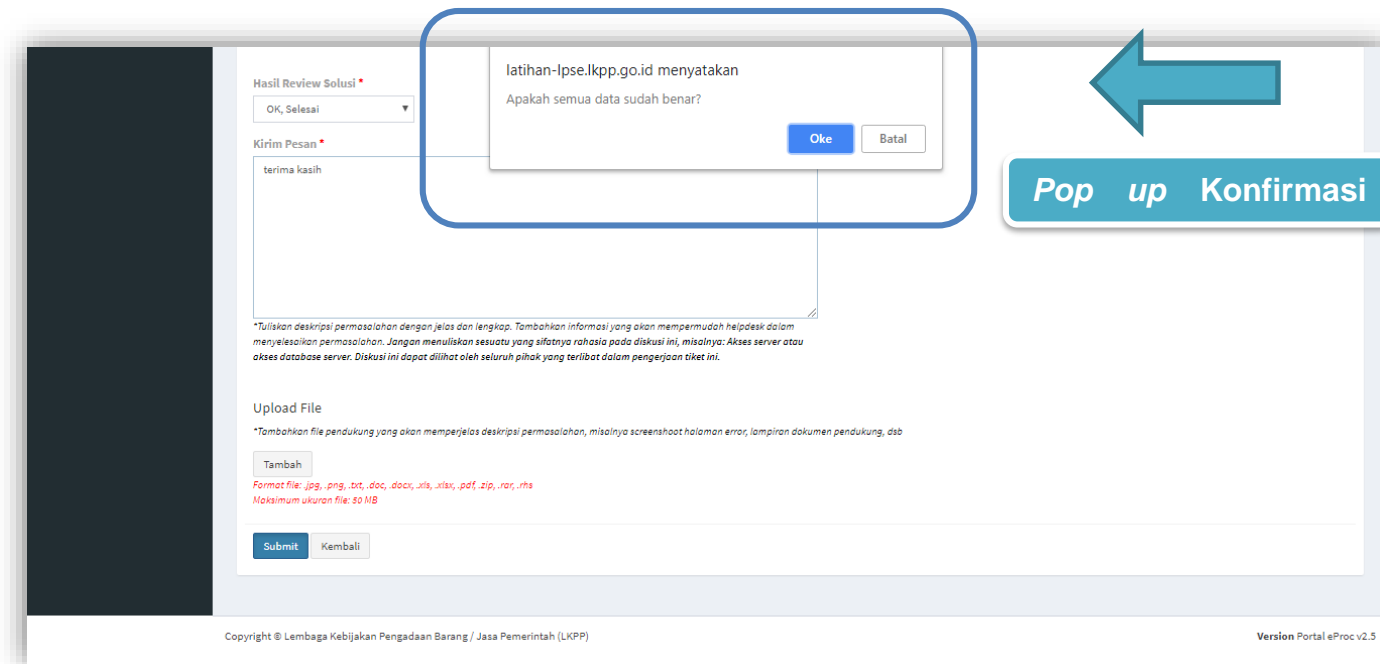 latihan-lpse.lkpp.go.id menyatakan
Apakah semua data sudah benar?
Oke Batal
Hasil Review Solusi *
OK, Selesai
Kirim Pesan *
terima kasih
Pop up Konfirmasi
*Tuliskan deskripsi permasalahan dengan jelas dan lengkap. Tambahkan informasi yang akan mempermudah helpdesk dalam
menyelesaikan permasalahan. Jangan menuliskan sesuatu yang sifatnya rahasia pada diskusi ini, misalnya: Akses server atau
akses database server. Diskusi ini dapat dilihat oleh seluruh pihak yang terlibat dalam pengerjaan tiket ini.
Upload File
*Tambahkan file pendukung yang akan memperjelas deskripsi permasalahan, misalnya screenshoot halaman error, lampiran dokumen pendukung, dsb
Tambah
Format file: .jpg, .png, .txt, .doc, .docx, .xls, .xlsx, .pdf, .zip, .rar, .rhs
Maksimum ukuran file: 50 MB
Submit Kembali
Copyright © Lembaga Kebijakan Pengadaan Barang / Jasa Pemerintah (LKPP)
Version Portal eProc v2.5